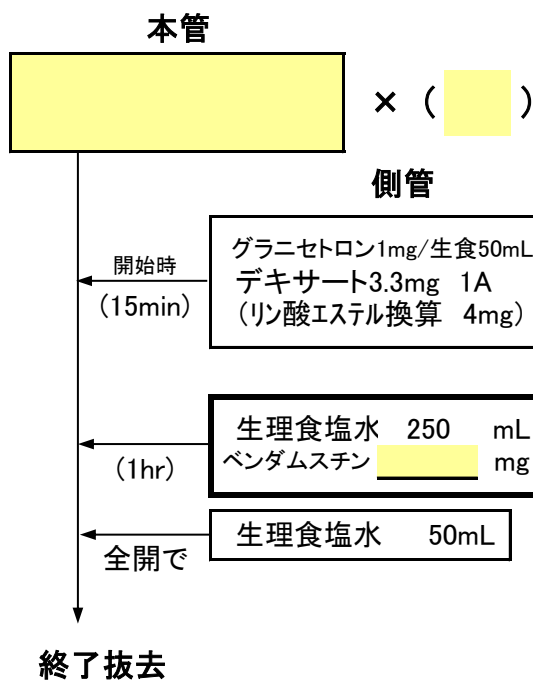 本管
× ( )
側管
グラニセトロン1mg/生食50mL
開始時
デキサート3.3mg 1A
(15min)
(リン酸エステル換算 4mg)
生理食塩水 250 mL
ベンダムスチン mg
(1hr)
生理食塩水 50mL
全開で
終了抜去